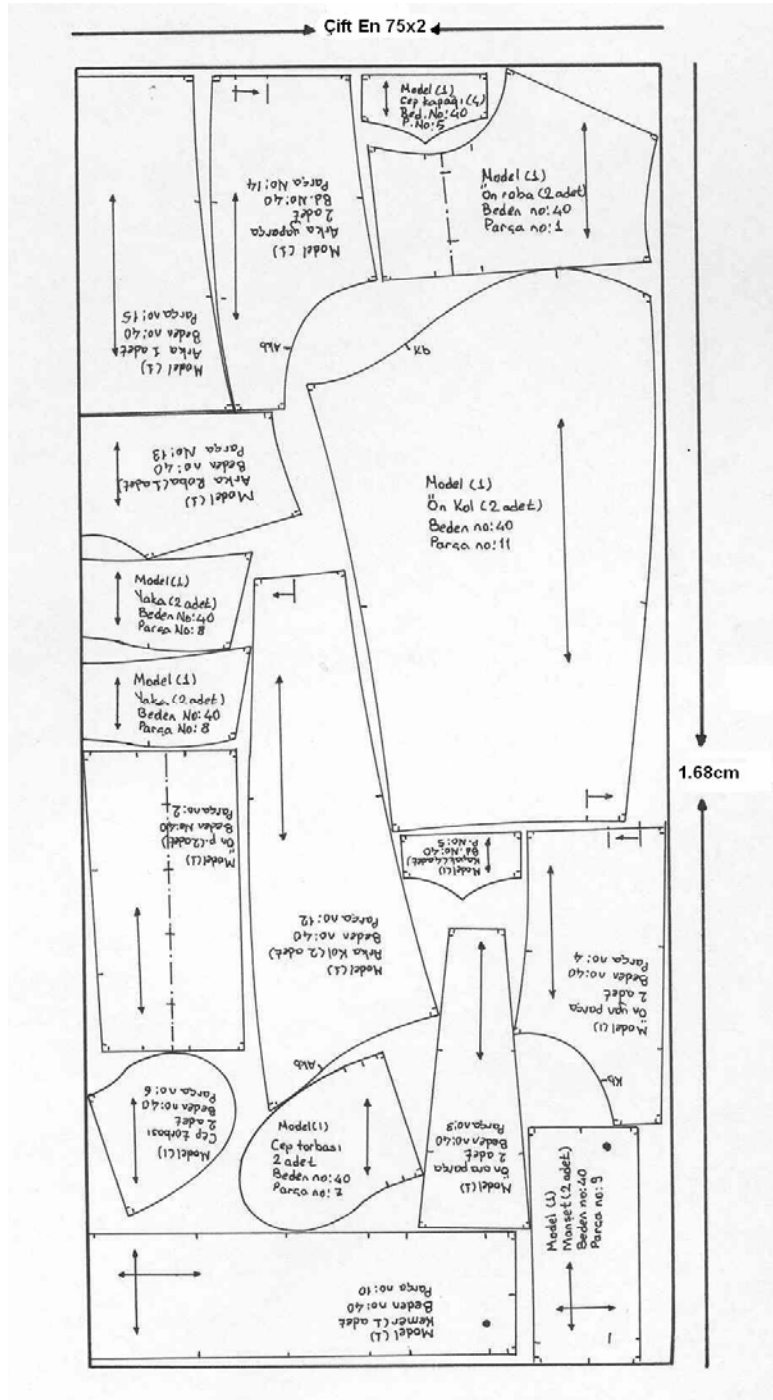 Çift En 75x2
Model (1)
Cep kapağı (4)
Bed. No: 40
P. No: 5
Model (1)
Ön roba (2 adet)
Beden no: 40
Parça no: 1
Model (1)
Arka yaparça
2 adet
Bd. No: 40
Parça No: 14
Model (1)
Arka 1 adet
Beden no: 40
Parça no: 15
Akb
Kb
Model (1)
Arka Roba (1 adet)
Beden no: 40
Parça No: 13
Model (1)
Ön Kol (2 adet)
Beden no: 40
Parça no: 11
Model (1)
Yaka (2 adet)
Beden No: 40
Parça No: 8
Model (1)
Yaka (2 adet)
Beden No: 40
Parça No: 8
1.68cm
Model (1)
Ön p. (2 adet)
Beden No: 40
Parça no: 2
Model (1)
Kapak (4 adet)
Bd. No: 40
P. No: 5
Model (1)
Arka Kol (2 adet)
Beden no: 40
Parça no: 12
Model (1)
Ön yan parça
2 adet
Beden no: 40
Parça no: 4
Akb
Kb
Model (1)
Cep torbası
2 adet
Beden no: 40
Parça no: 6
Model (1)
Cep torbası
2 adet
Beden no: 40
Parça no: 7
Model (1)
Ön ara parça
2 adet
Beden no: 40
Parça no: 3
Model (1)
Manşet (2 adet)
Beden no: 40
Parça no: 9
Model (1)
Kemer (1 adet
Beden no: 40
Parça no: 10